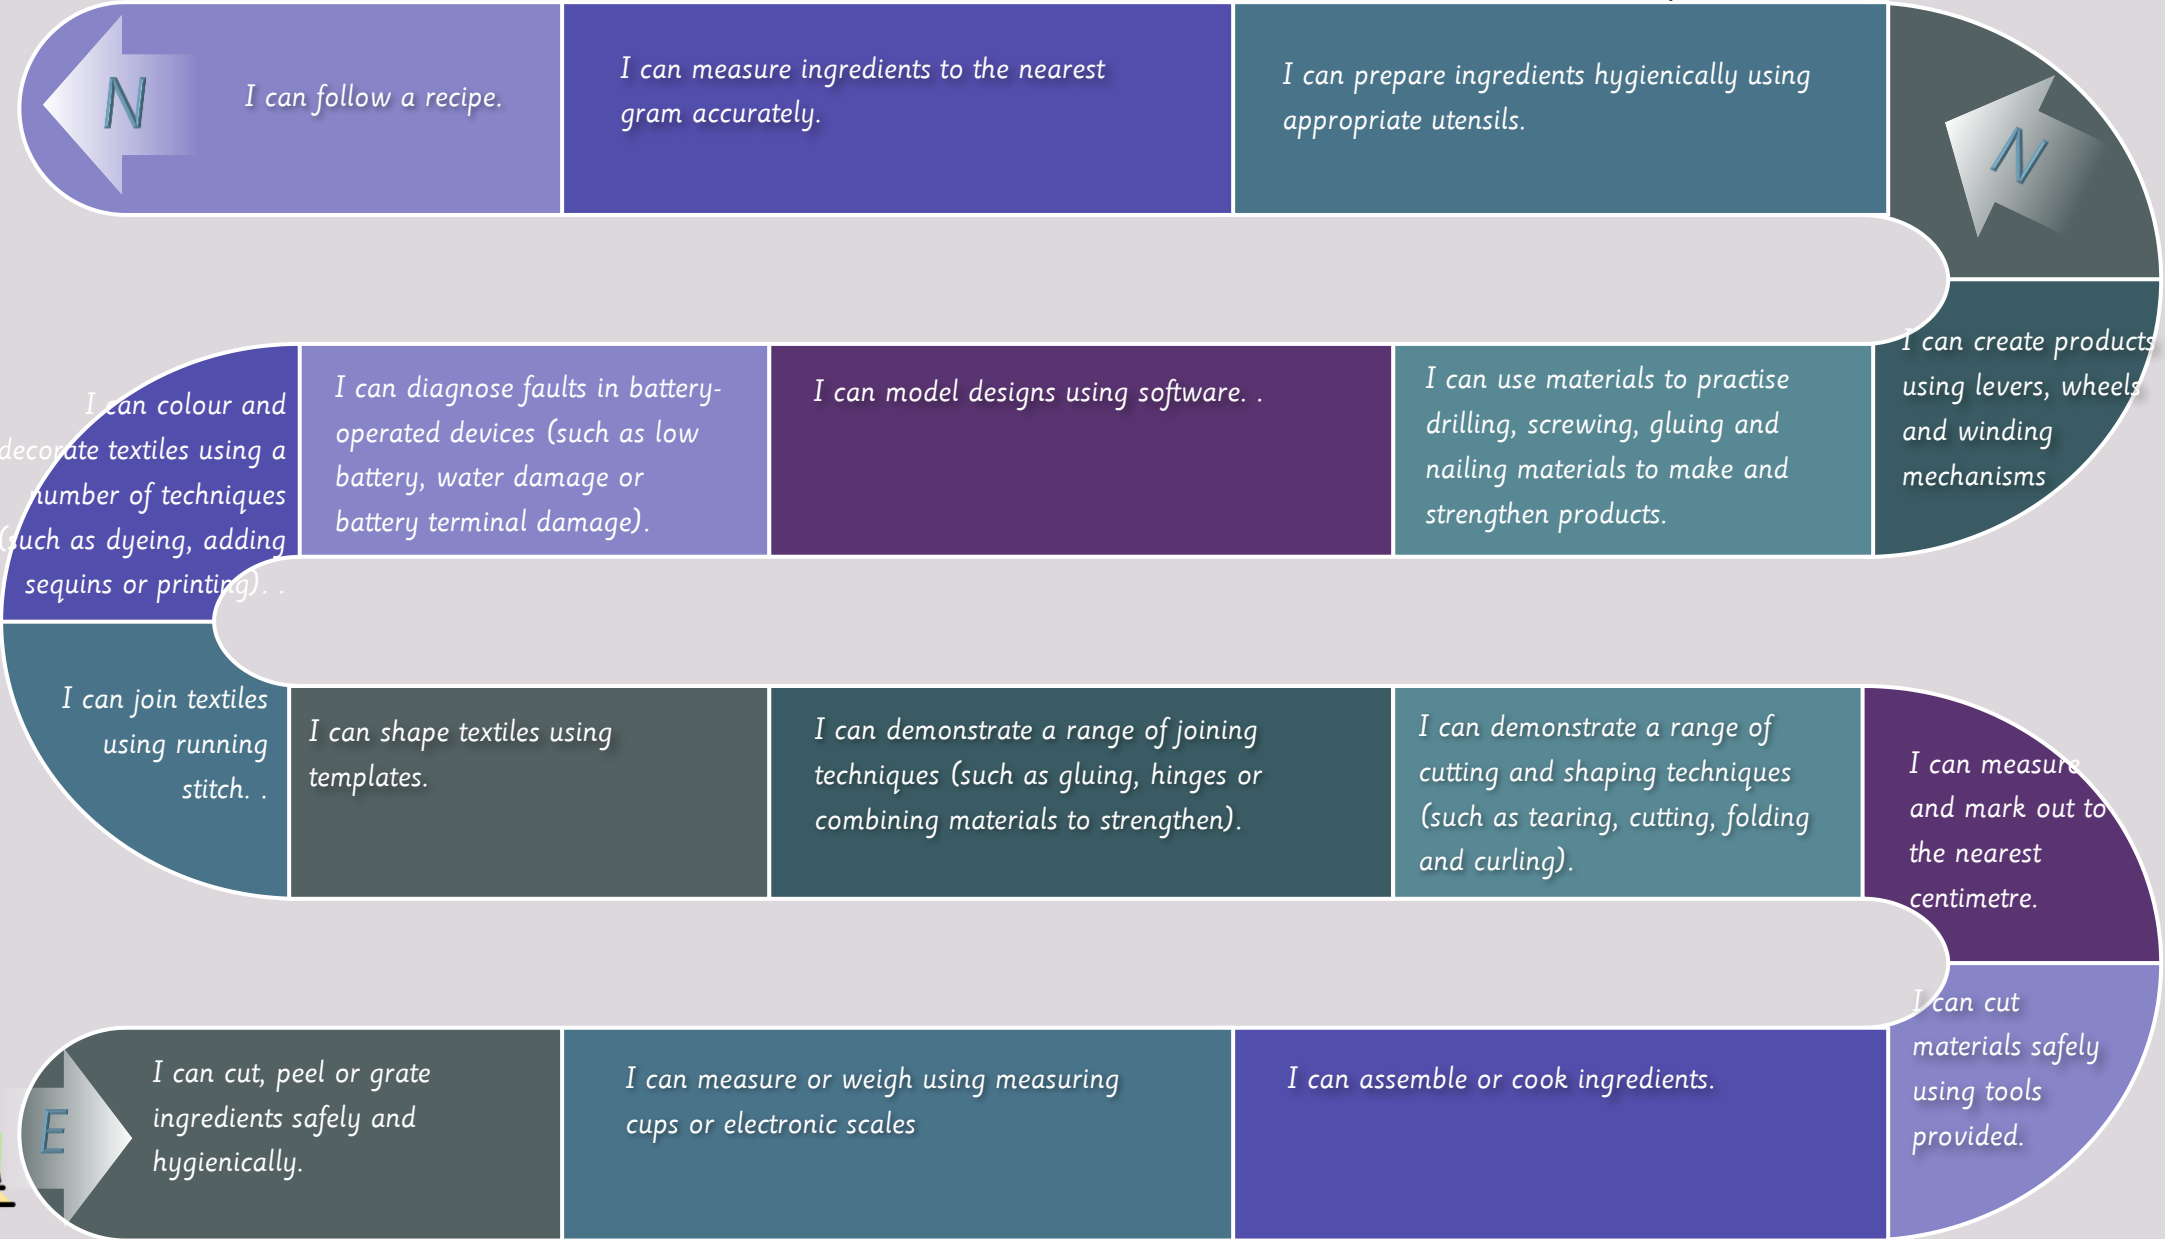 N
I can follow a recipe.
I can measure ingredients to the nearest
gram accurately.
I can prepare ingredients hygienically using
appropriate utensils.
N
I can colour and
decorate textiles using a
number of techniques
(such as dyeing, adding
sequins or printing). .
I can diagnose faults in battery-
operated devices (such as low
battery, water damage or
battery terminal damage).
I can model designs using software. .
I can use materials to practise
drilling, screwing, gluing and
nailing materials to make and
strengthen products.
I can create products
using levers, wheels
and winding
mechanisms
I can join textiles
using running
stitch. .
I can shape textiles using
templates.
I can demonstrate a range of joining
techniques (such as gluing, hinges or
combining materials to strengthen).
I can demonstrate a range of
cutting and shaping techniques
(such as tearing, cutting, folding
and curling).
I can measure
and mark out to
the nearest
centimetre.
E
I can cut, peel or grate
ingredients safely and
hygienically.
I can measure or weigh using measuring
cups or electronic scales
I can assemble or cook ingredients.
I can cut
materials safely
using tools
provided.